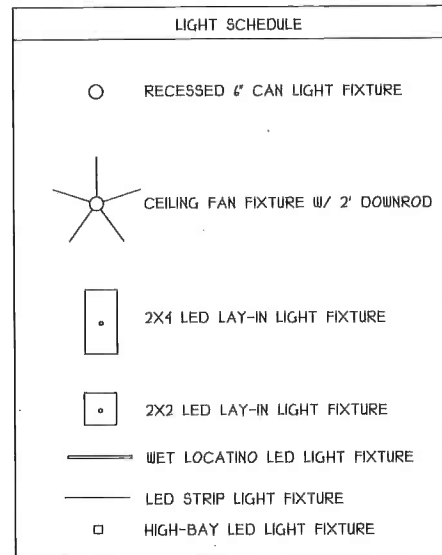 LIGHT SCHEDULE
RECESSED 6" CAN LIGHT FIXTURE
CEILING FAN FIXTURE W/ 2' DOWNROD
2X4 LED LAY-IN LIGHT FIXTURE
2X2 LED LAY-IN LIGHT FIXTURE
WET LOCATINO LED LIGHT FIXTURE
LED STRIP LIGHT FIXTURE
HIGH-BAY LED LIGHT FIXTURE